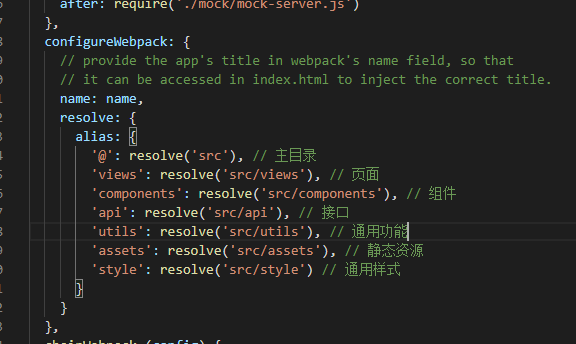 after: require('./mock/mock-server.js')
},
configureWebpack: {
// provide the app's title in webpack's name field, so that
// it can be accessed in index.html to inject the correct title.
name: name,
resolve: {
alias: {
'@': resolve('src'), // 主目录
'views': resolve('src/views'), // 页面
'components': resolve('src/components'), // 组件
'api': resolve('src/api'), // 接口
'utils': resolve('src/utils'), // 通用功能
'assets': resolve('src/assets'), // 静态资源
'style': resolve('src/style') // 通用样式
}
}
},
chainWebpack (config) {